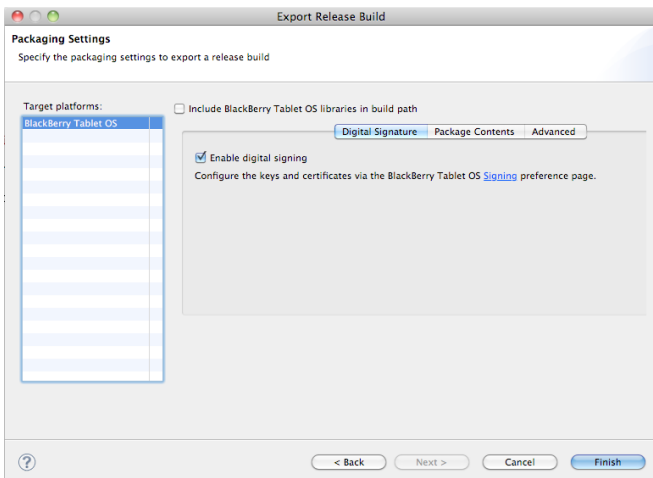 Export Release Build
Packaging Settings
Specify the packaging settings to export a release build
Target platforms:
BlackBerry Tablet OS
Include BlackBerry Tablet OS libraries in build path
Digital Signature Package Contents Advanced
Enable digital signing
Configure the keys and certificates via the BlackBerry Tablet OS Signing preference page.
? < Back Next > Cancel Finish